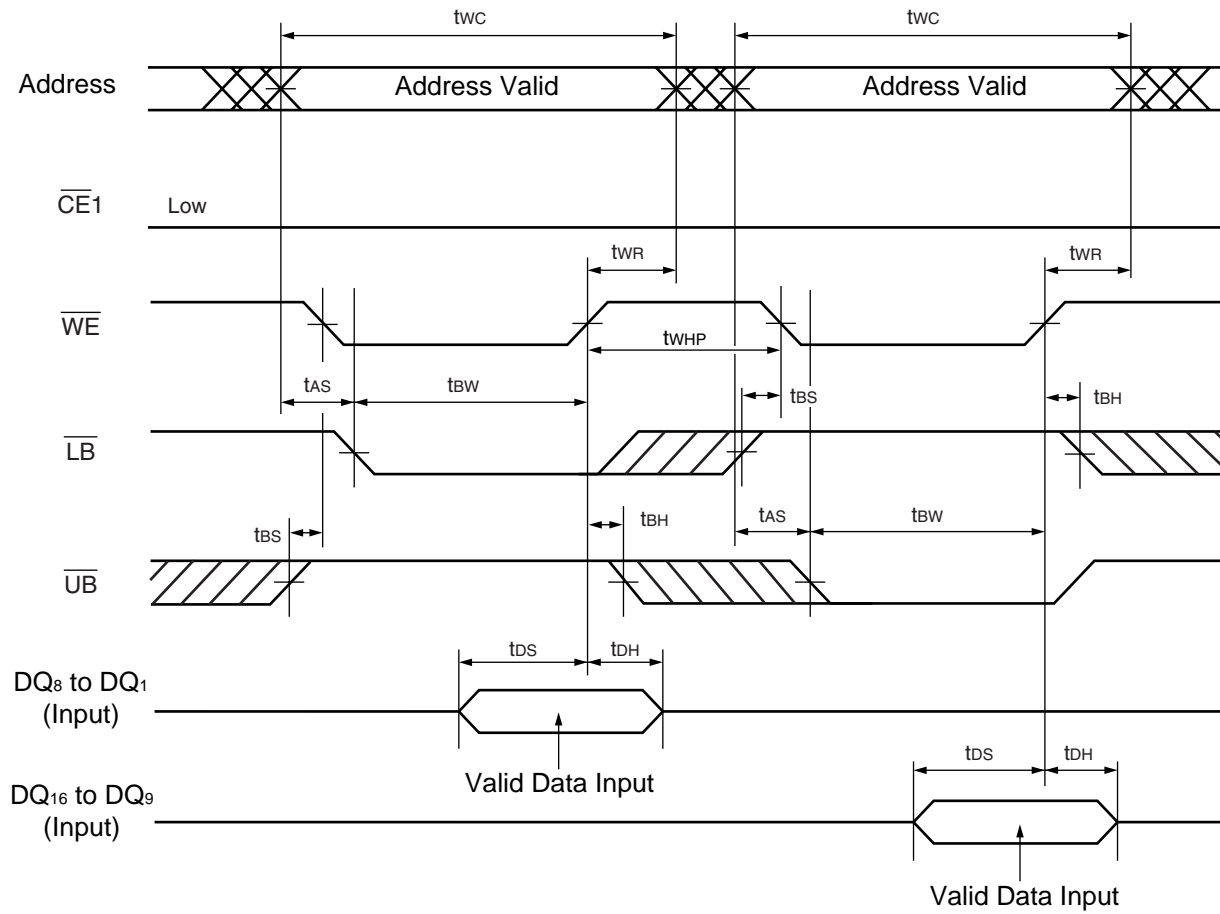 tWC tWC
Address Address Valid Address Valid
CE1 Low
tWR tWR
WE
tWHP
tAS tBW tBS tBH
LB
tBS tBH tAS tBW
UB
tDS tDH
DQ8 to DQ1
(Input)
Valid Data Input tDS tDH
DQ16 to DQ9
(Input)
Valid Data Input